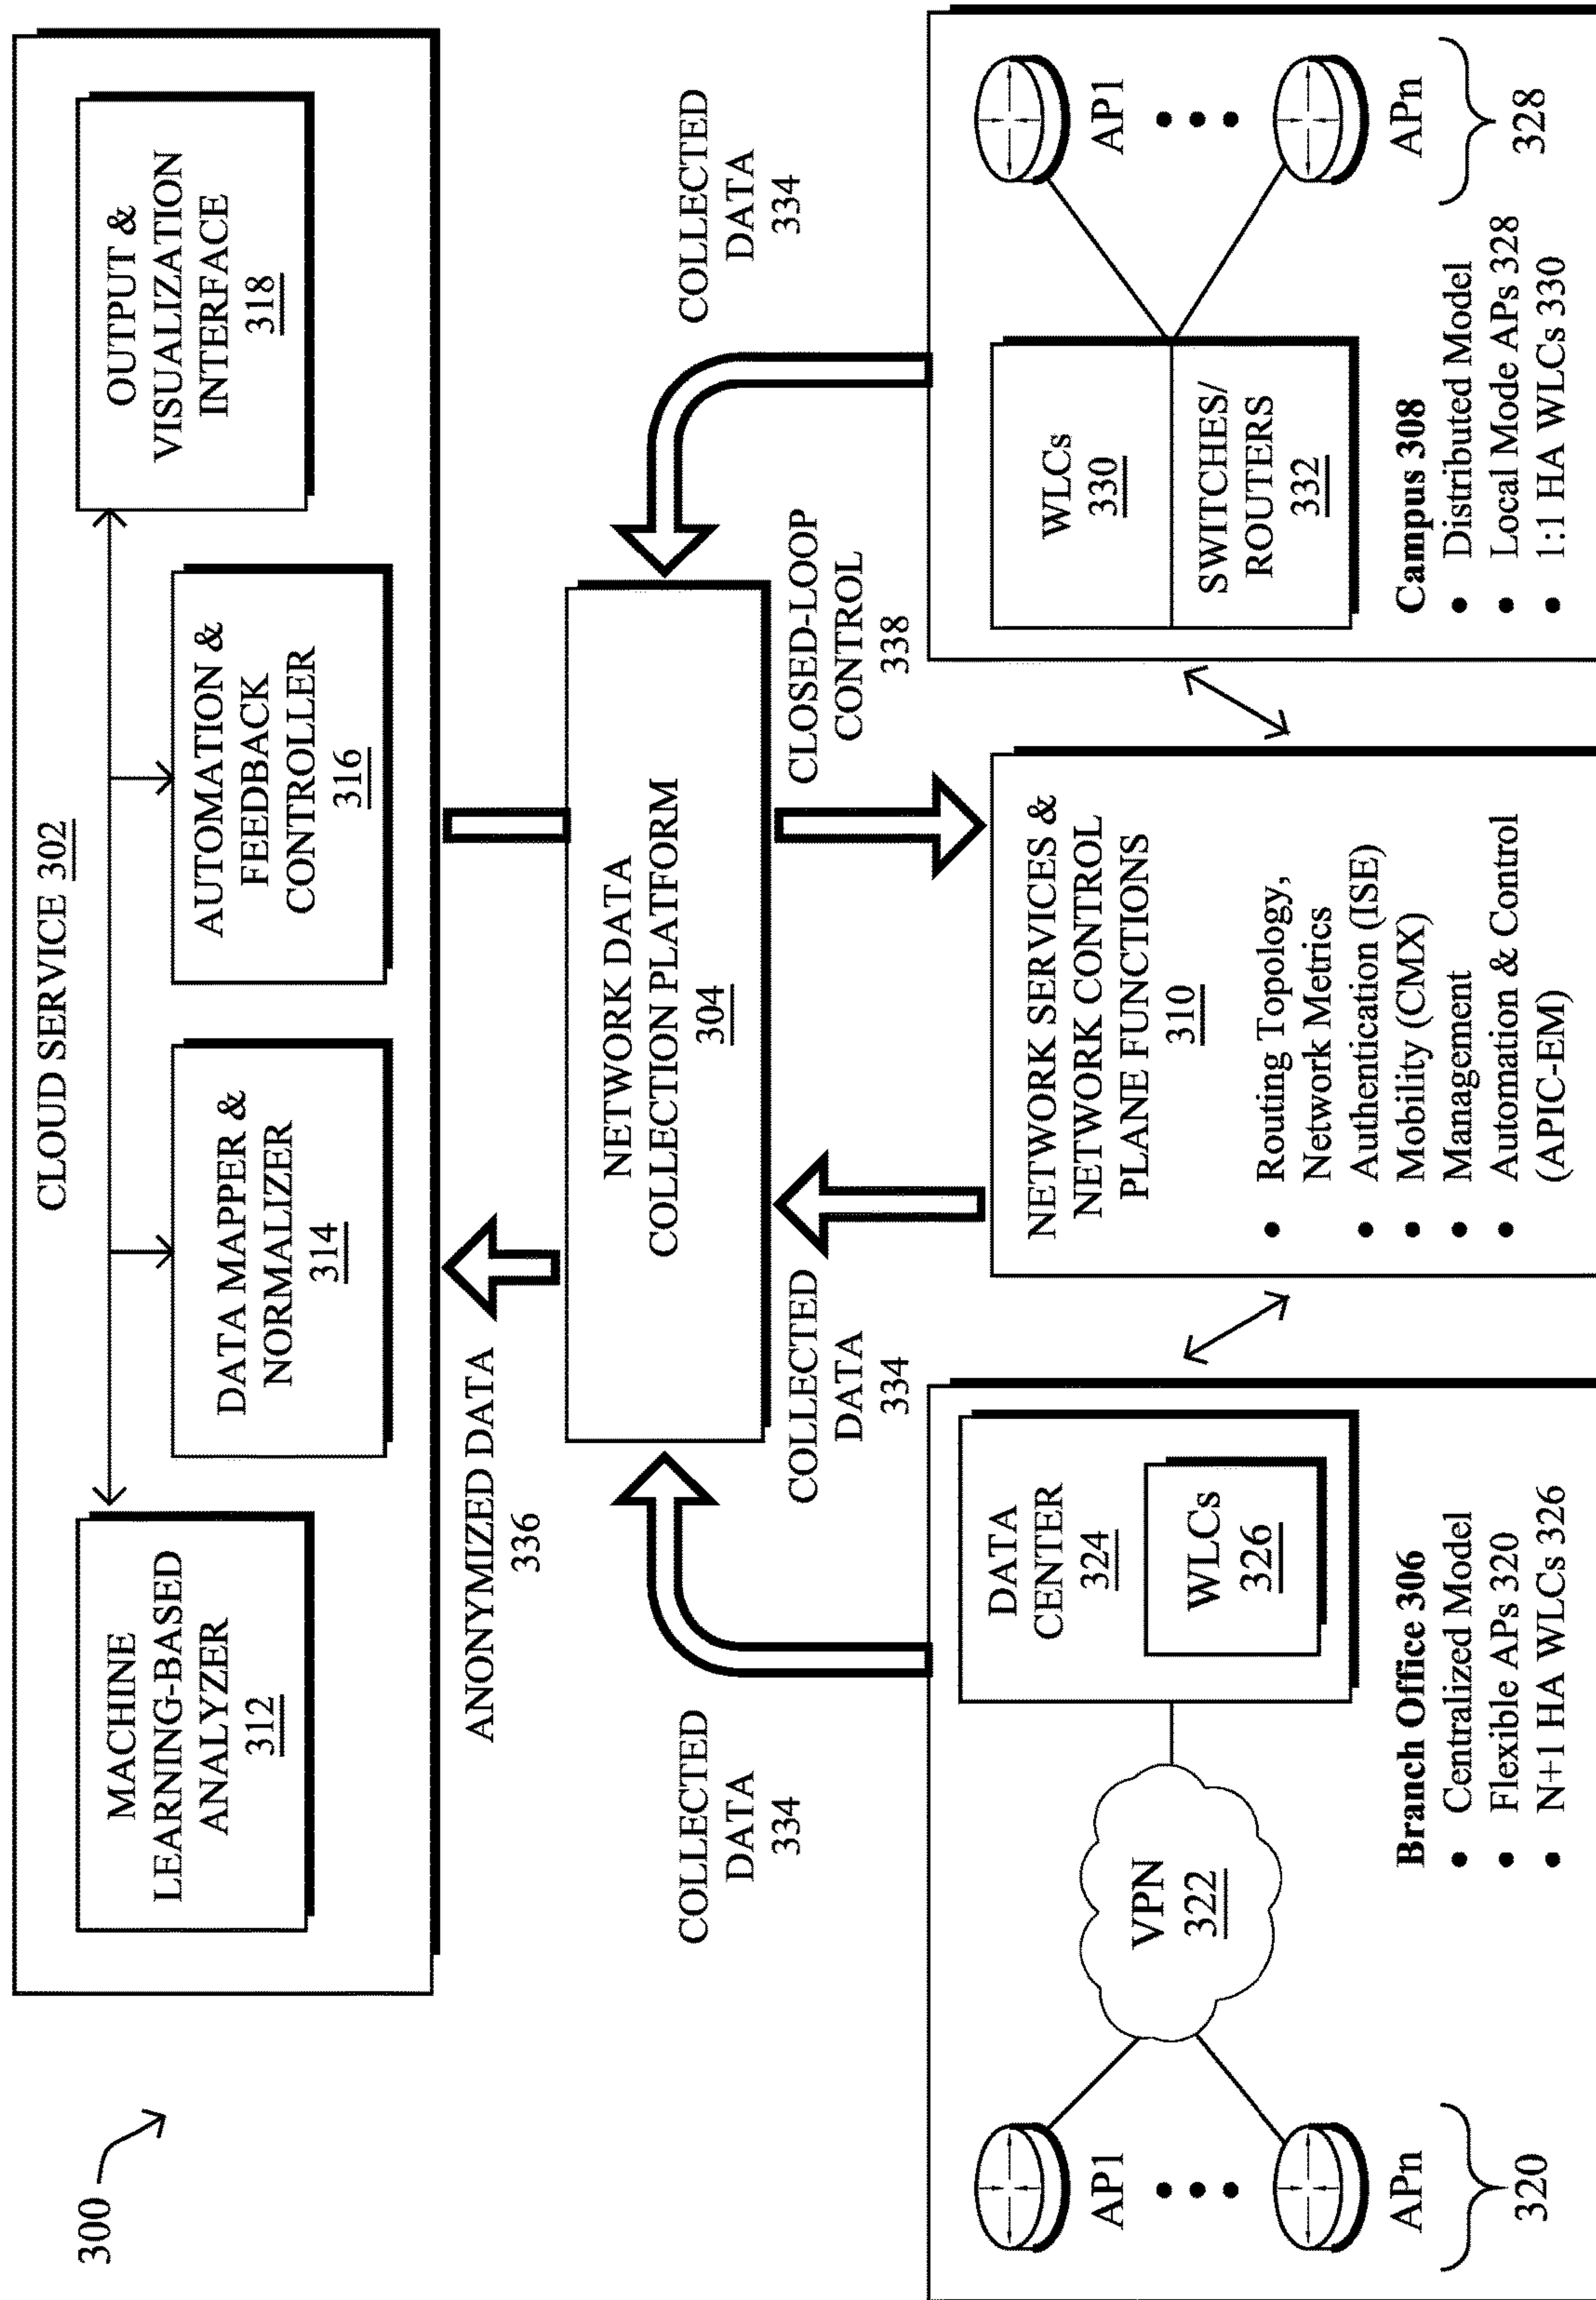 300
CLOUD SERVICE 302
MACHINE
LEARNING-BASED
ANALYZER
312
DATA MAPPER &
NORMALIZER
314
AUTOMATION &
FEEDBACK
CONTROLLER
316
OUTPUT &
VISUALIZATION
INTERFACE
318
ANONYMIZED DATA
336
COLLECTED
DATA
334
NETWORK DATA
COLLECTION PLATFORM
304
COLLECTED
DATA
334
COLLECTED
DATA
334
CLOSED-LOOP
CONTROL
338
AP1
APn
320
VPN
322
DATA
CENTER
324
WLCs
326
Branch Office 306
• Centralized Model
• Flexible APs 320
• N+1 HA WLCs 326
NETWORK SERVICES &
NETWORK CONTROL
PLANE FUNCTIONS
310
• Routing Topology,
Network Metrics
• Authentication (ISE)
• Mobility (CMX)
• Management
• Automation & Control
(APIC-EM)
WLCs
330
SWITCHES/
ROUTERS
332
AP1
APn
328
Campus 308
• Distributed Model
• Local Mode APs 328
• 1:1 HA WLCs 330